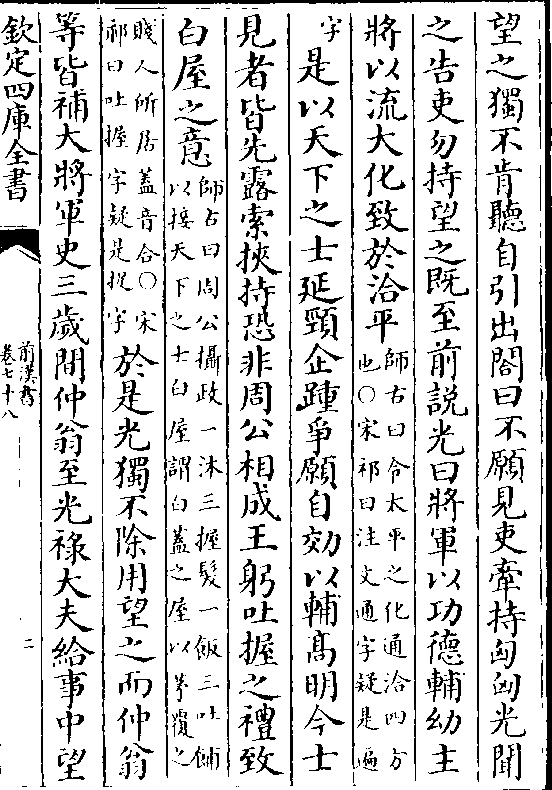 望之獨不肯聽自引出閤曰不願見吏牽持匈匈光聞
之告吏勿持望之既至前説光曰將軍以功德輔幼主
將以流大化致於洽平師古曰令太平之化通洽四方也○宋祁曰注文通字疑是遍
字是以天下之士延頸企踵爭願自効以輔髙明今士
見者皆先露索挾持恐非周公相成王躬吐握之禮致
白屋之意師古曰周公攝政一沐三握髮一飯三吐餔以接天下之士白屋謂白葢之屋以茅覆之
賤人所居葢音合○宋祁曰吐握字疑是捉字於是光獨不除用望之而仲翁
等皆補大將軍史三歲間仲翁至光祿大夫給事中望
欽定四庫全書
前漢書
卷七十八
二